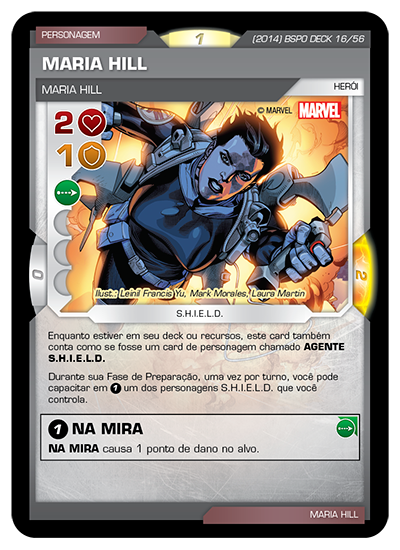 PERSONAGEM
1
(2014) BSPO DECK 16/56
MARIA HILL
MARIA HILL
HERÓI
© MARVEL
MARVEL
2
1
0
2
Ilust.: Leinil Francis Yu, Mark Morales, Laura Martin
S.H.I.E.L.D.
Enquanto estiver em seu deck ou recursos, este card também
conta como se fosse um card de personagem chamado AGENTE
S.H.I.E.L.D.
Durante sua Fase de Preparação, uma vez por turno, você pode
capacitar em 1 um dos personagens S.H.I.E.L.D. que você
controla.
1 NA MIRA
NA MIRA causa 1 ponto de dano no alvo.
MARIA HILL